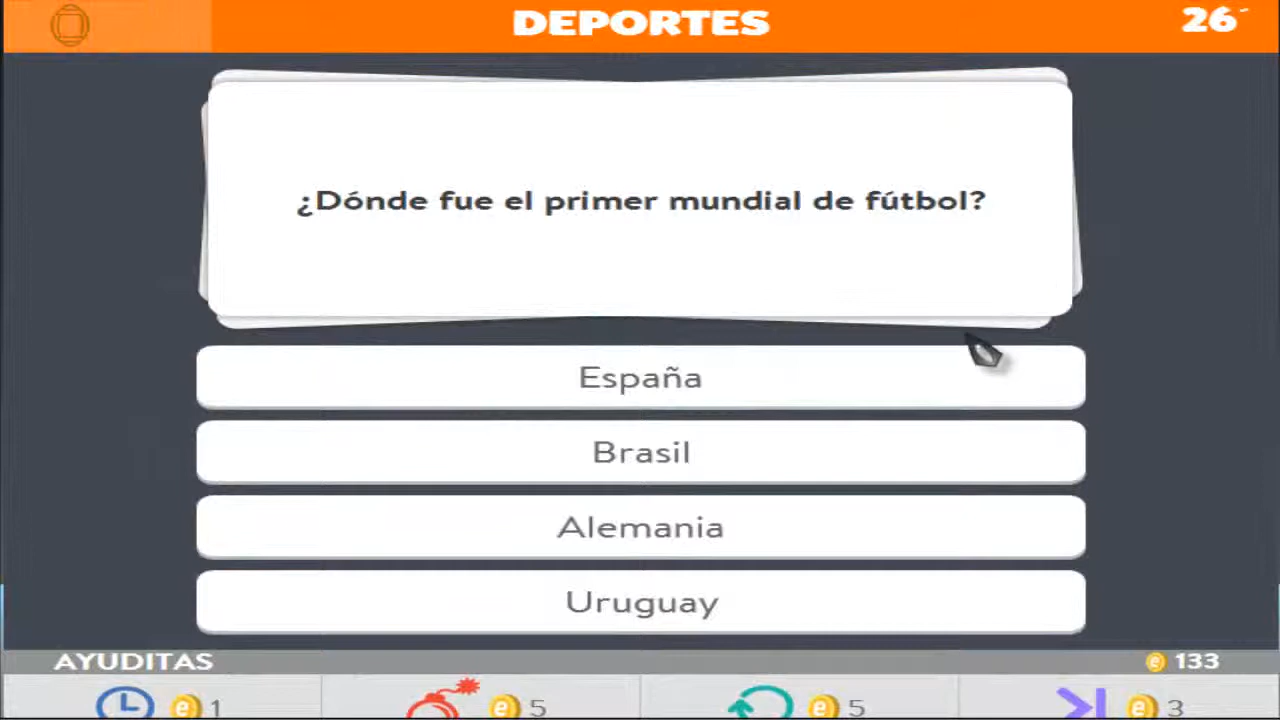 DEPORTES
26
¿Dónde fue el primer mundial de fútbol?
España
Brasil
Alemania
Uruguay
AYUDITAS
e 133
e 1
e 5
e 5
e 3